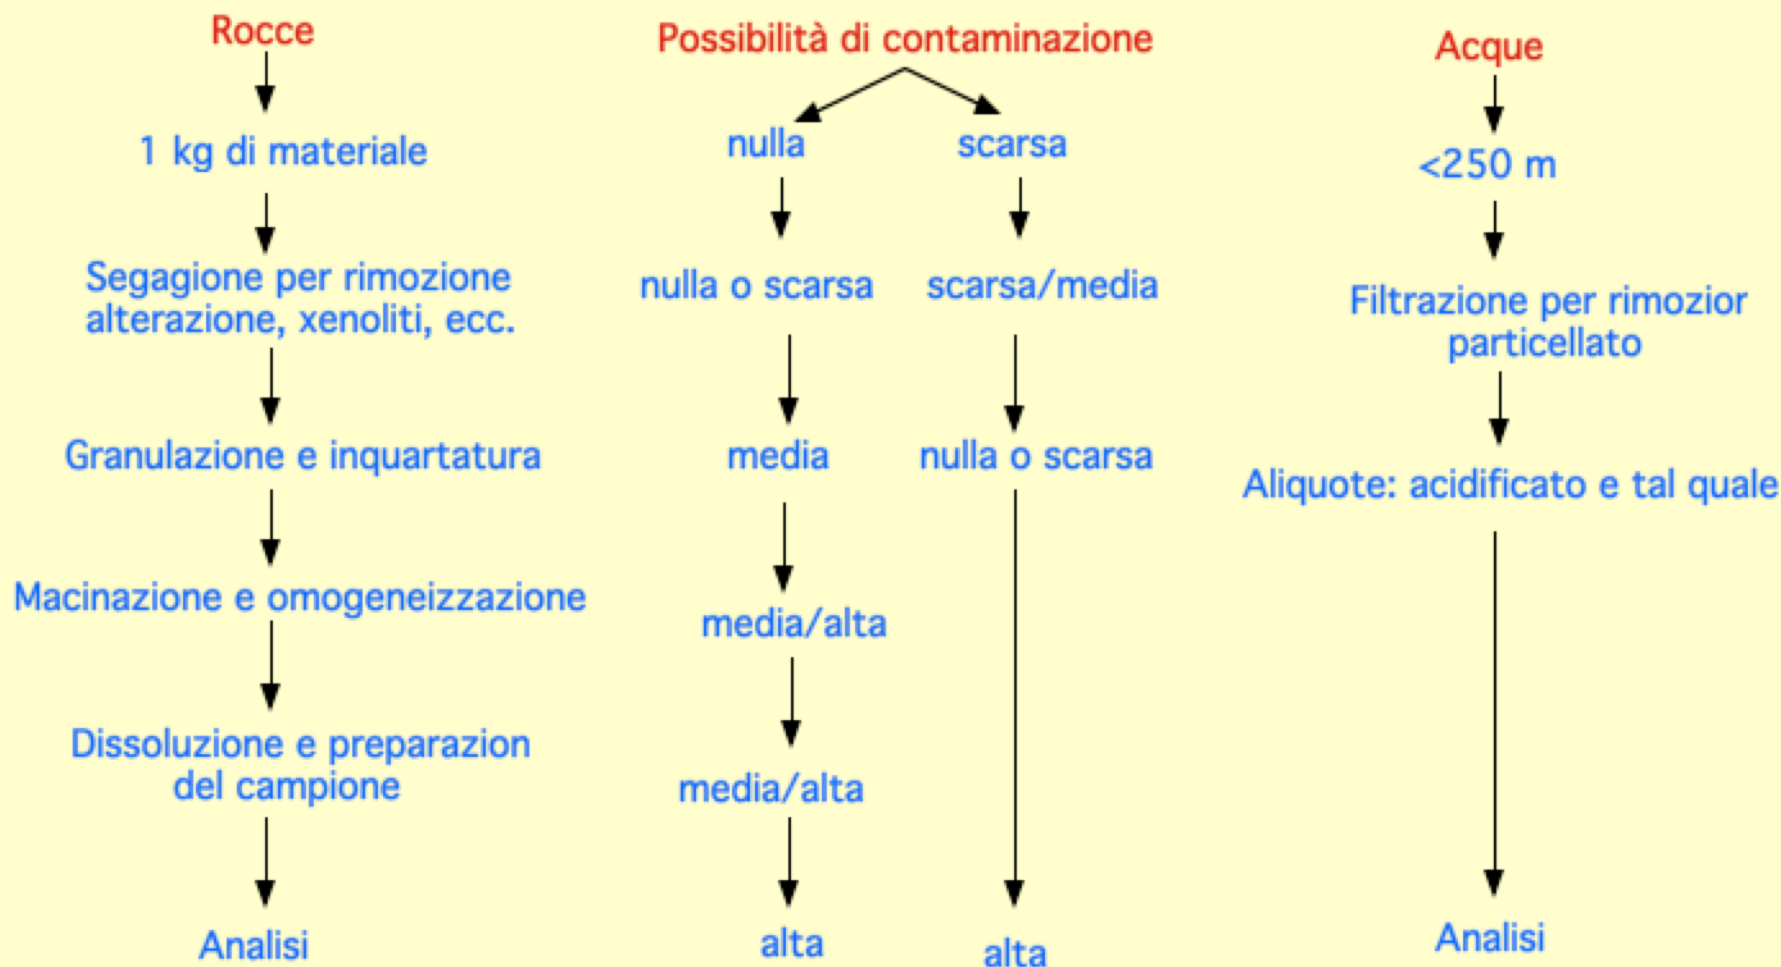 Rocce
1 kg di materiale
Segagione per rimozione
alterazione, xenoliti, ecc.
Granulazione e inquartatura
Macinazione e omogeneizzazione
Dissoluzione e preparazion
del campione
Analisi
Possibilità di contaminazione
nulla
nulla o scarsa
media
media/alta
media/alta
alta
scarsa
scarsa/media
nulla o scarsa
alta
Acque
<250 m
Filtrazione per rimozior
particellato
Aliquote: acidificato e tal quale
Analisi